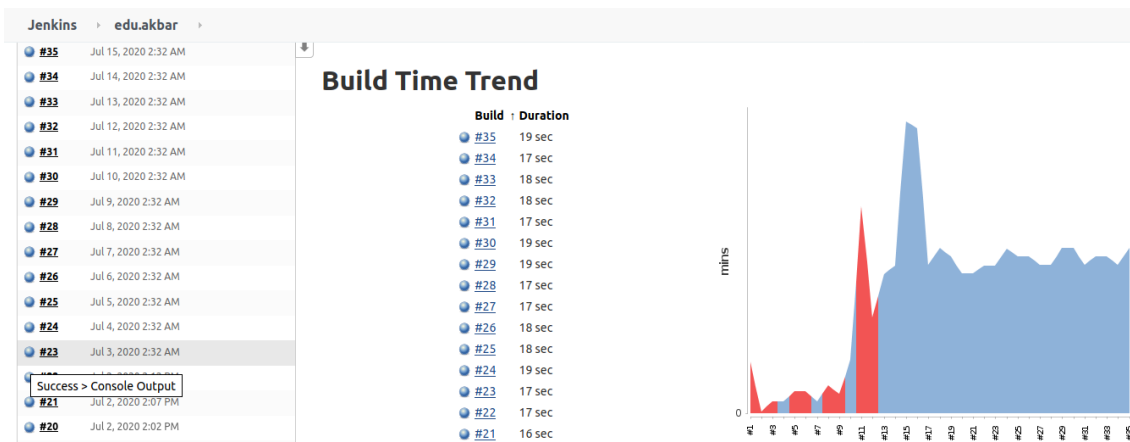 Jenkins edu.akbar
#35 Jul 15, 2020 2:32 AM
#34 Jul 14, 2020 2:32 AM
#33 Jul 13, 2020 2:32 AM
#32 Jul 12, 2020 2:32 AM
#31 Jul 11, 2020 2:32 AM
#30 Jul 10, 2020 2:32 AM
#29 Jul 9, 2020 2:32 AM
#28 Jul 8, 2020 2:32 AM
#27 Jul 7, 2020 2:32 AM
#26 Jul 6, 2020 2:32 AM
#25 Jul 5, 2020 2:32 AM
#24 Jul 4, 2020 2:32 AM
#23 Jul 3, 2020 2:32 AM
Success > Console Output
#21 Jul 2, 2020 2:07 PM
#20 Jul 2, 2020 2:02 PM
Build Time Trend
Build ↑ Duration
#35 19 sec
#34 17 sec
#33 18 sec
#32 18 sec
#31 17 sec
#30 19 sec
#29 19 sec
#28 17 sec
#27 17 sec
#26 18 sec
#25 18 sec
#24 19 sec
#23 17 sec
#22 17 sec
#21 16 sec
mins
0
#1 #3 #5 #7 #9 #11 #13 #15 #17 #19 #21 #23 #25 #27 #29 #31 #33